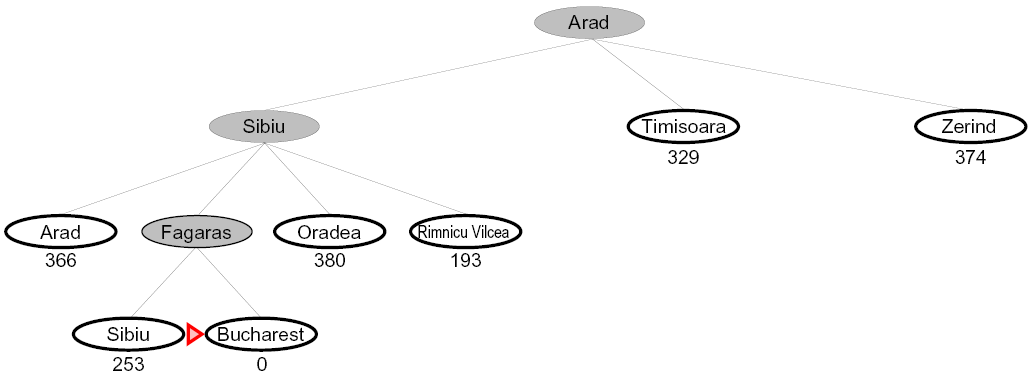 Arad
Sibiu
Timisoara
Zerind
329
374
Arad
Fagaras
Oradea
Rimnicu Vilcea
366
380
193
Sibiu
Bucharest
253
0